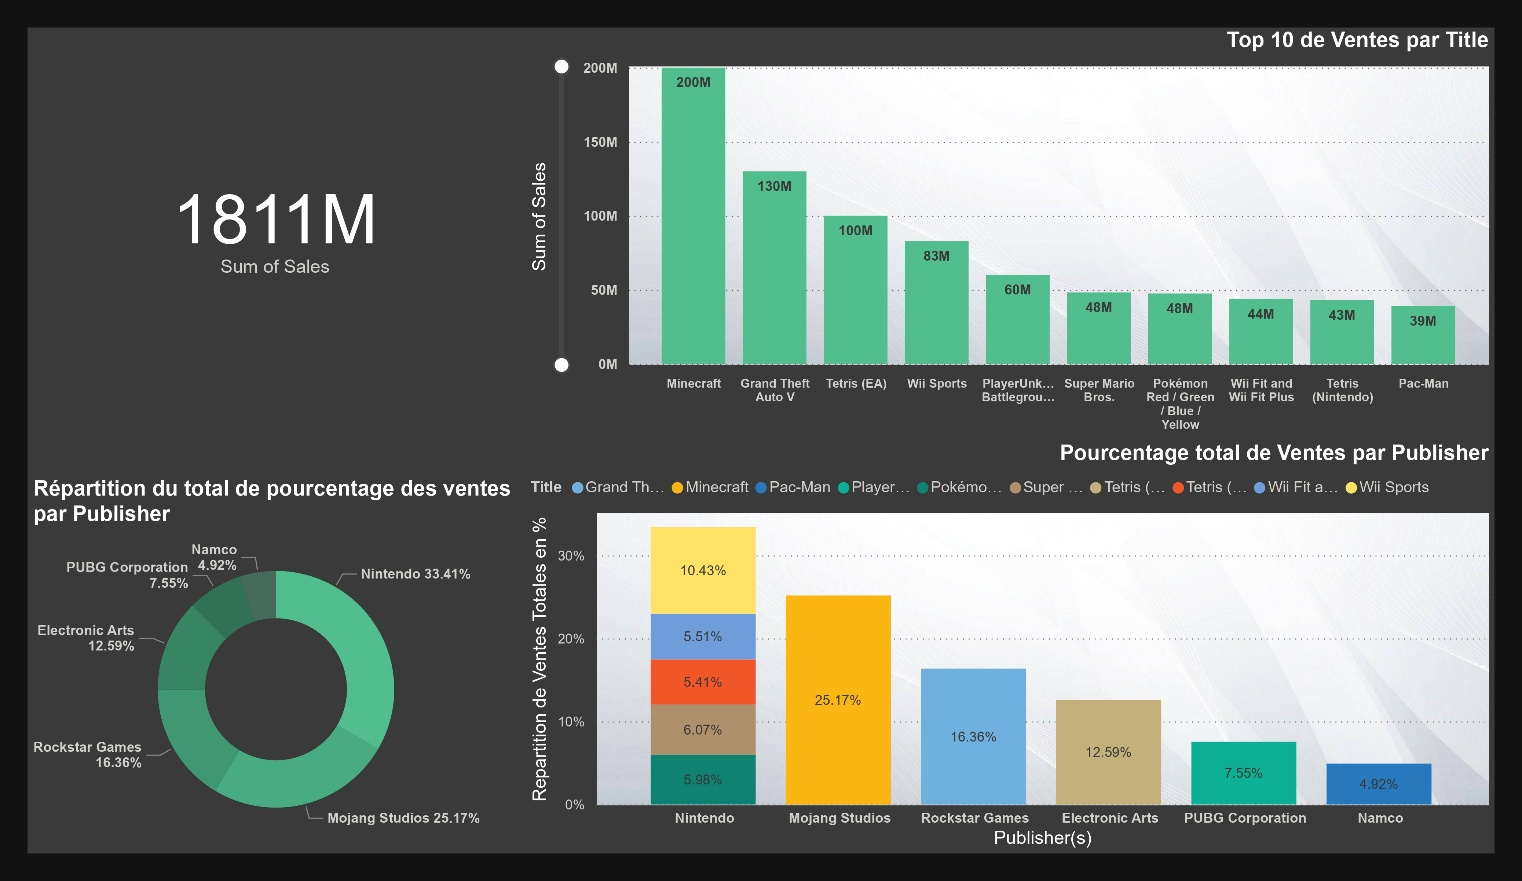 1811M
Sum of Sales
Top 10 de Ventes par Title
Sum of Sales
200M
150M
100M
50M
0M
200M
130M
100M
83M
60M
48M
48M
44M
43M
39M
Minecraft
Grand Theft
Auto V
Tetris (EA)
Wii Sports
PlayerUnk...
Battlegrou...
Super Mario
Bros.
Pokémon
Red / Green
/ Blue /
Yellow
Wii Fit and
Wii Fit Plus
Tetris
(Nintendo)
Pac-Man
Répartition du total de pourcentage des ventes
par Publisher
Namco
4.92%
PUBG Corporation
7.55%
Electronic Arts
12.59%
Rockstar Games
16.36%
Nintendo 33.41%
Mojang Studios 25.17%
Pourcentage total de Ventes par Publisher
Title Grand Th... Minecraft Pac-Man Player... Pokémo... Super ... Tetris (... Tetris (... Wii Fit a... Wii Sports
Repartition de Ventes Totales en %
30%
20%
10%
0%
10.43%
5.51%
5.41%
6.07%
5.98%
25.17%
16.36%
12.59%
7.55%
4.92%
Nintendo
Mojang Studios
Rockstar Games
Electronic Arts
PUBG Corporation
Namco
Publisher(s)